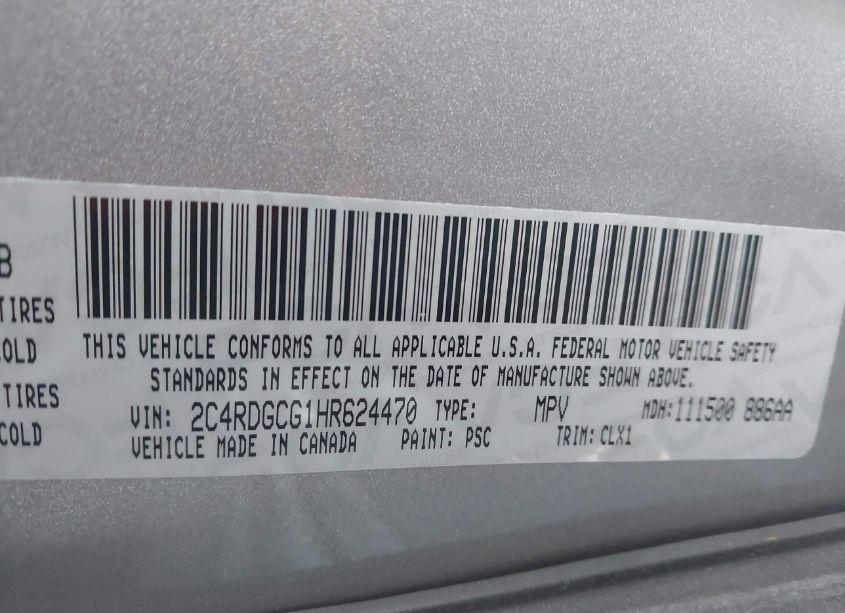 B
TIRES
COLD
TIRES
COLD
THIS VEHICLE CONFORMS TO ALL APPLICABLE U.S.A. FEDERAL MOTOR VEHICLE SAFETY
STANDARDS IN EFFECT ON THE DATE OF MANUFACTURE SHOWN ABOVE.
VIN: 2C4RDGCG1HR624470 TYPE: MPV MDH:111500 886AA
VEHICLE MADE IN CANADA PAINT: PSC TRIM: CLX1